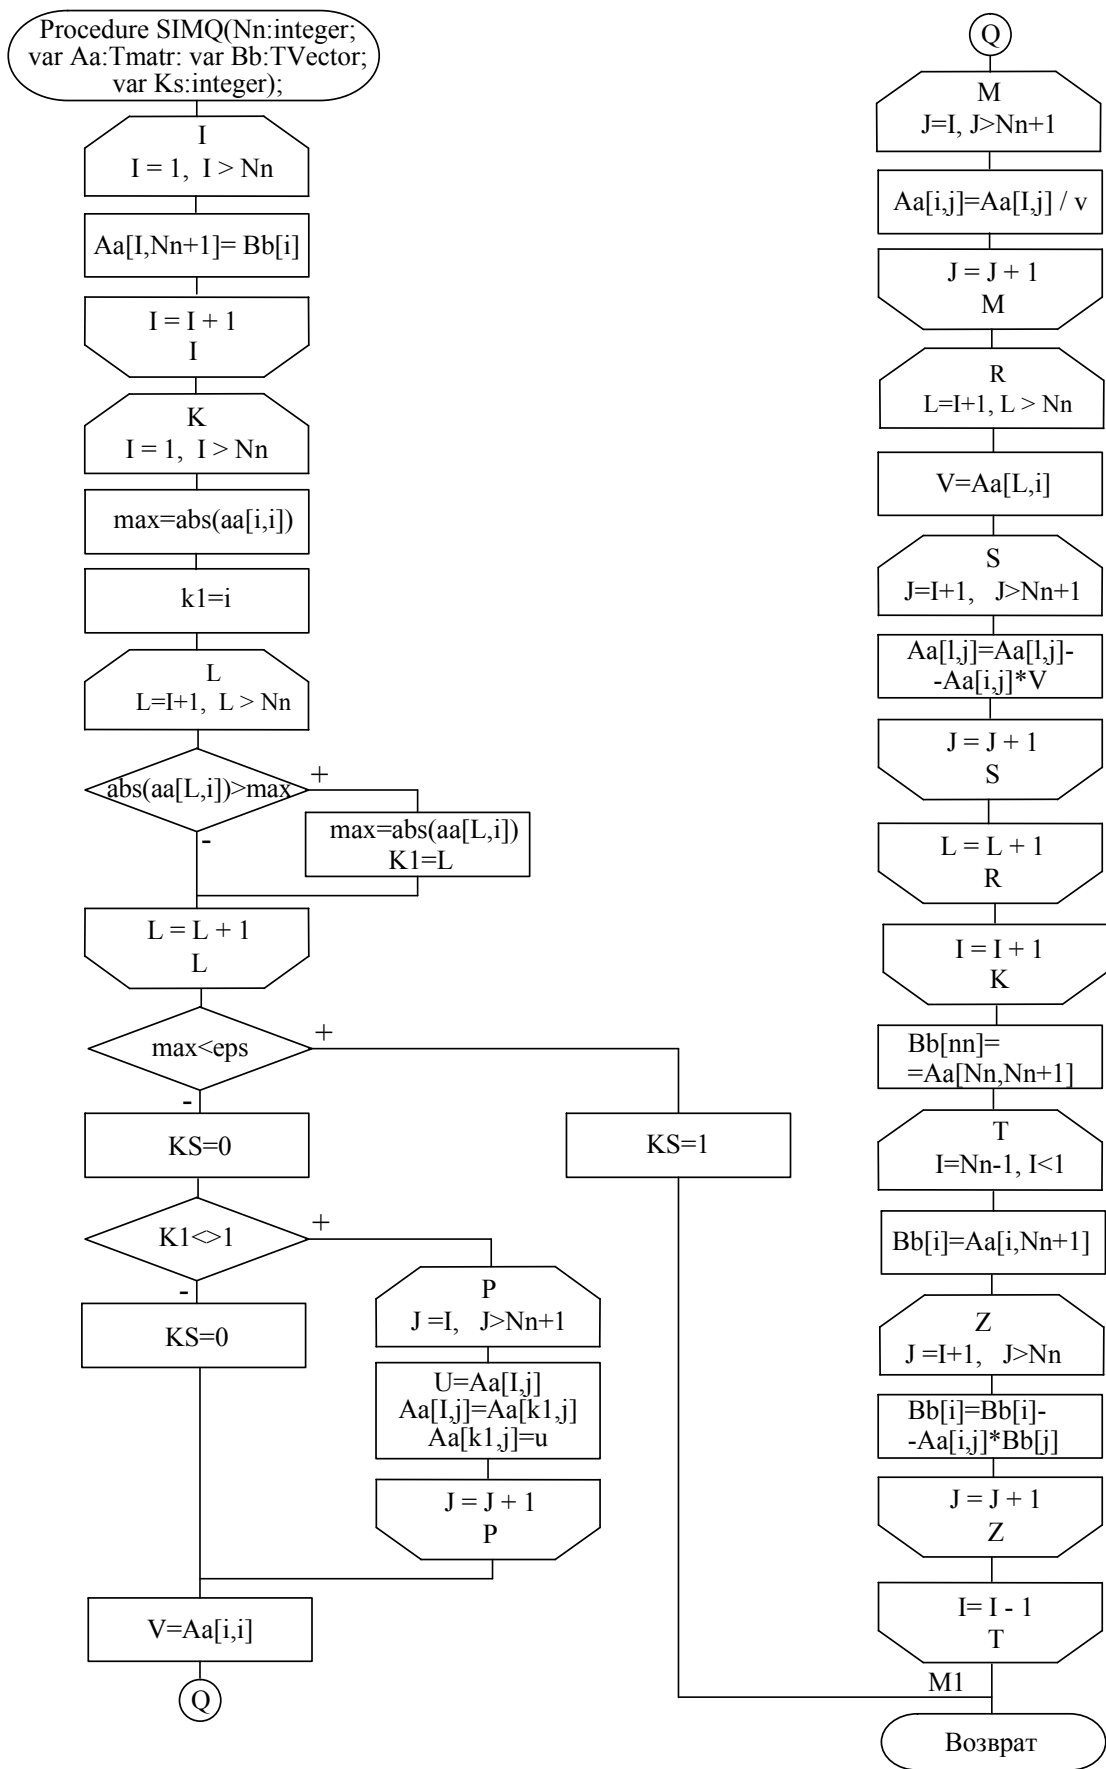 Procedure SIMQ(Nn:integer;
var Aa:Tmatr: var Bb:TVector;
var Ks:integer);
I
I = 1, I > Nn
Aa[I,Nn+1]= Bb[i]
I = I + 1
I
K
I = 1, I > Nn
max=abs(aa[i,i])
k1=i
L
L=I+1, L > Nn
abs(aa[L,i])>max
+
-
max=abs(aa[L,i])
K1=L
L = L + 1
L
max<eps
+
-
KS=0
KS=1
K1<>1
+
-
KS=0
P
J =I, J>Nn+1
U=Aa[I,j]
Aa[I,j]=Aa[k1,j]
Aa[k1,j]=u
J = J + 1
P
V=Aa[i,i]
Q
Q
M
J=I, J>Nn+1
Aa[i,j]=Aa[I,j] / v
J = J + 1
M
R
L=I+1, L > Nn
V=Aa[L,i]
S
J=I+1, J>Nn+1
Aa[l,j]=Aa[l,j]-
-Aa[i,j]*V
J = J + 1
S
L = L + 1
R
I = I + 1
K
Bb[nn]=
=Aa[Nn,Nn+1]
T
I=Nn-1, I<1
Bb[i]=Aa[i,Nn+1]
Z
J =I+1, J>Nn
Bb[i]=Bb[i]-
-Aa[i,j]*Bb[j]
J = J + 1
Z
I= I - 1
T
M1
Возврат